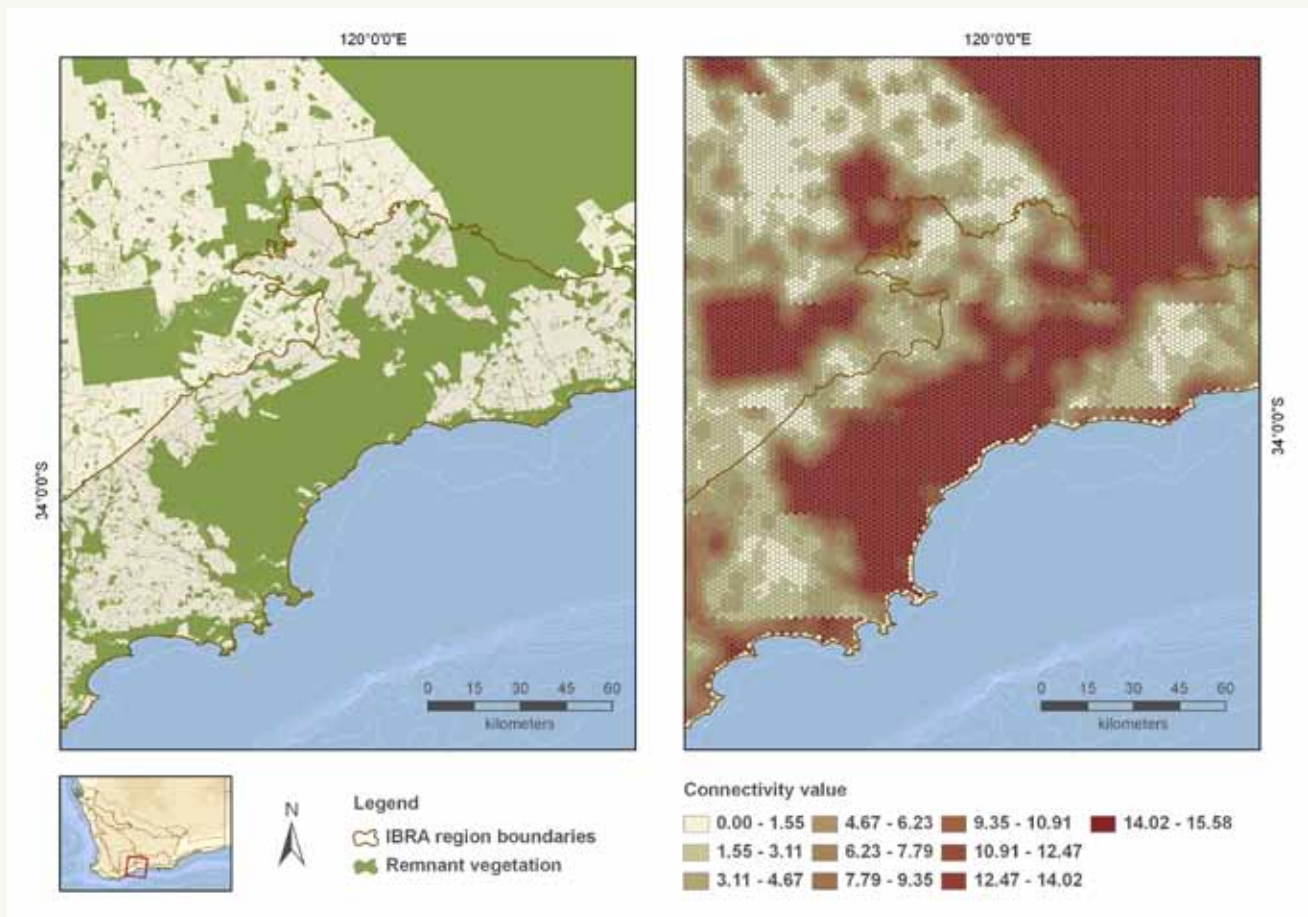 120°0'0"E
120°0'0"E
34°0'0"S
34°0'0"S
0 15 30 45 60
kilometers
0 15 30 45 60
kilometers
N
Legend
IBRA region boundaries
Remnant vegetation
Connectivity value
0.00 - 1.55
4.67 - 6.23
9.35 - 10.91
14.02 - 15.58
1.55 - 3.11
6.23 - 7.79
10.91 - 12.47
3.11 - 4.67
7.79 - 9.35
12.47 - 14.02